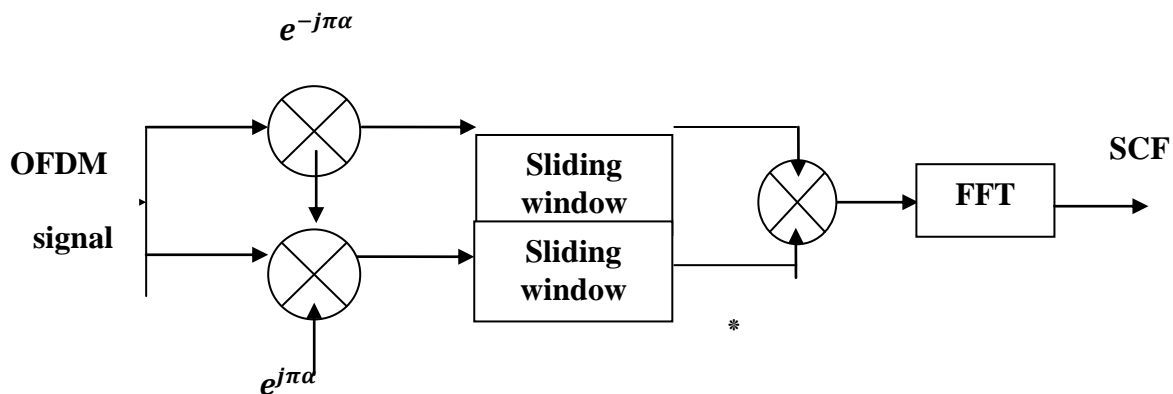 e^{-jπα}
OFDM
signal
Sliding
window
Sliding
window
FFT
SCF
*
e^{jπα}